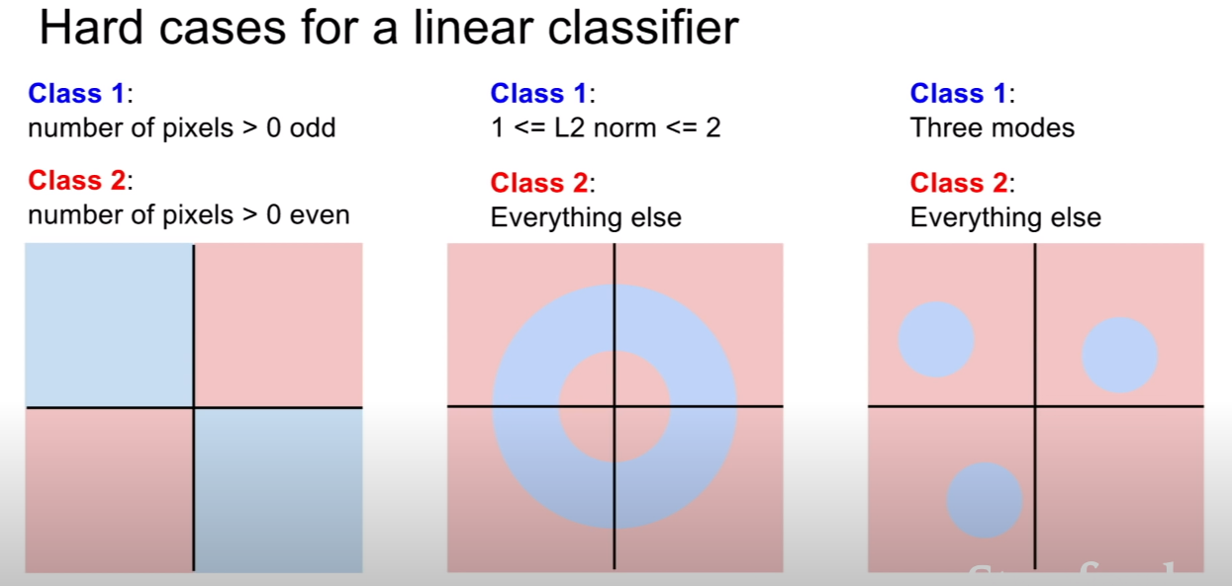 Hard cases for a linear classifier
Class 1:
number of pixels > 0 odd
Class 2:
number of pixels > 0 even
Class 1:
1 <= L2 norm <= 2
Class 2:
Everything else
Class 1:
Three modes
Class 2:
Everything else